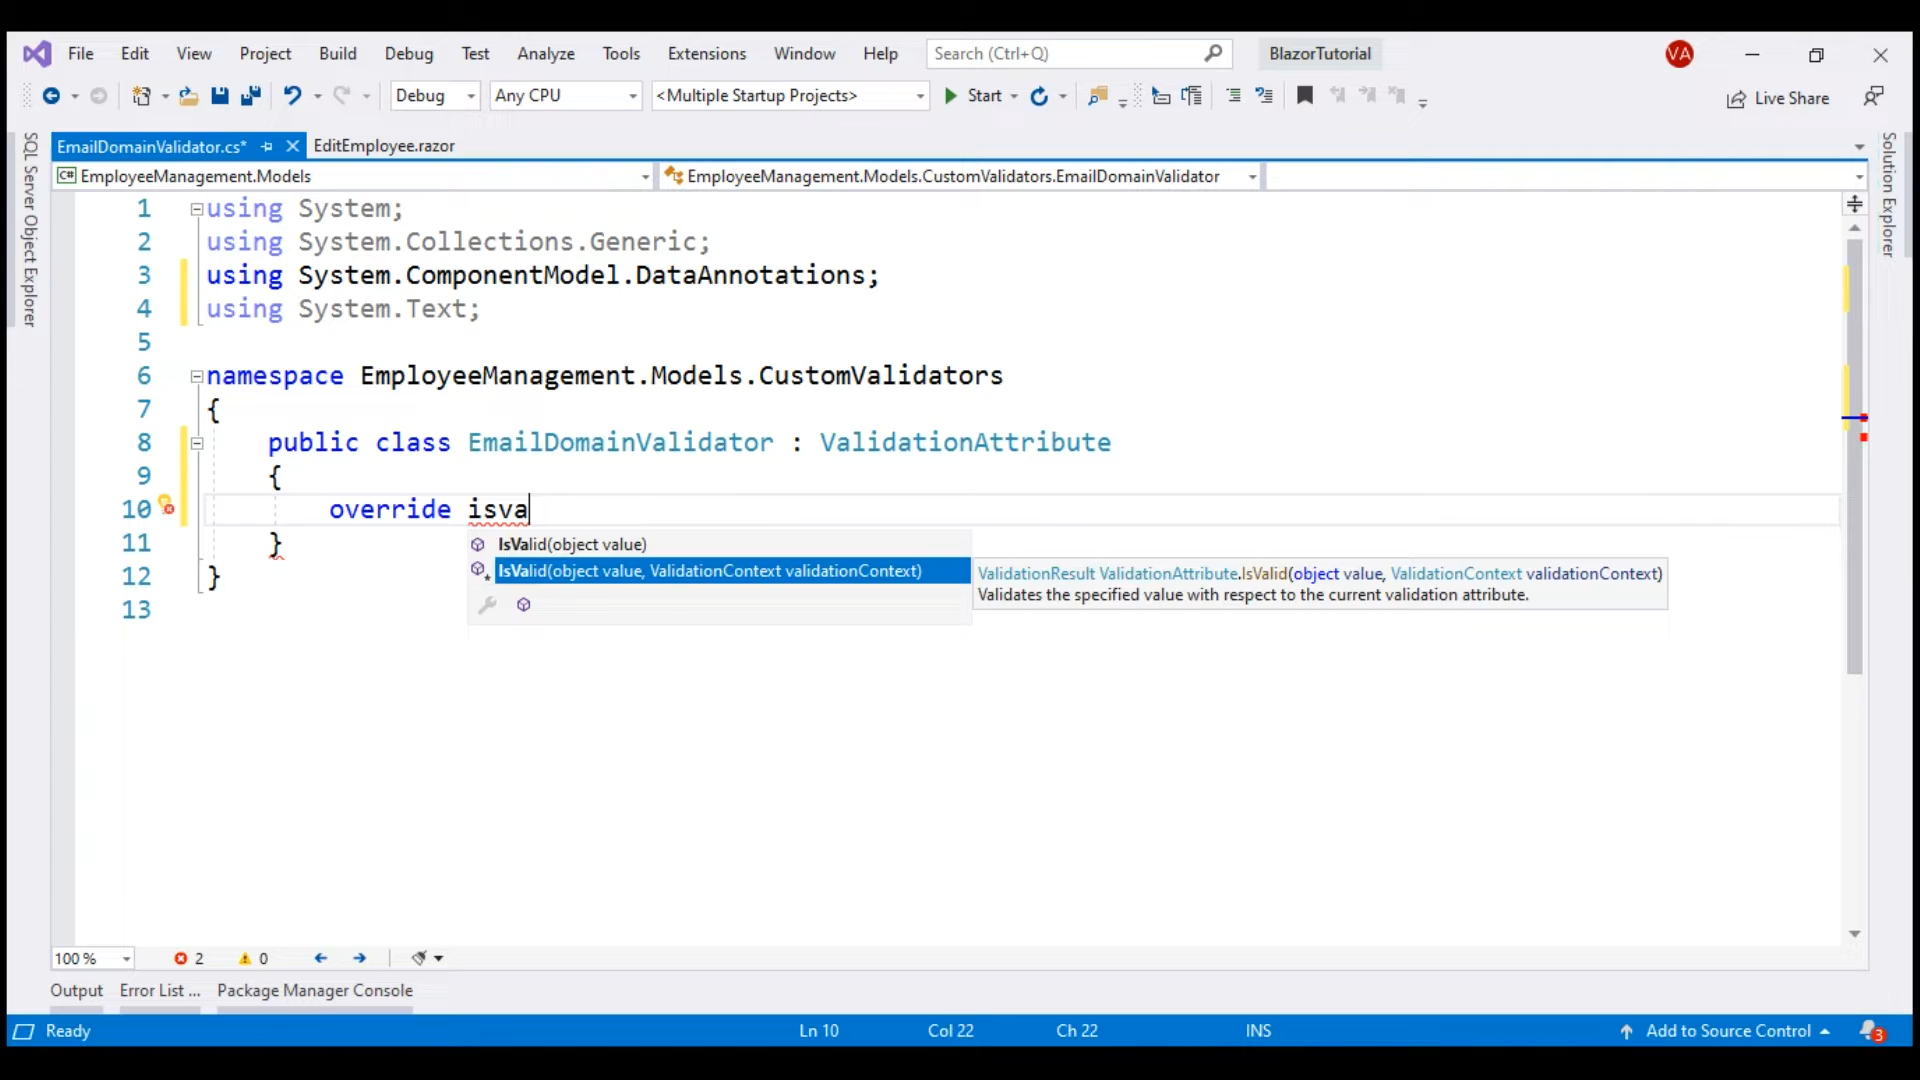 File Edit View Project Build Debug Test Analyze Tools Extensions Window Help Search (Ctrl+Q) BlazorTutorial VA
Debug Any CPU <Multiple Startup Projects> Start Live Share
SQL Server Object Explorer
Solution Explorer
EmailDomainValidator.cs* EditEmployee.razor
C# EmployeeManagement.Models EmployeeManagement.Models.CustomValidators.EmailDomainValidator
1 using System;
2 using System.Collections.Generic;
3 using System.ComponentModel.DataAnnotations;
4 using System.Text;
5
6 namespace EmployeeManagement.Models.CustomValidators
7 {
8 public class EmailDomainValidator : ValidationAttribute
9 {
10 override isva
11 }
12 }
13
IsValid(object value)
IsValid(object value, ValidationContext validationContext)
ValidationResult ValidationAttribute.IsValid(object value, ValidationContext validationContext)
Validates the specified value with respect to the current validation attribute.
100 % 2 0
Output Error List ... Package Manager Console
Ready Ln 10 Col 22 Ch 22 INS Add to Source Control 3